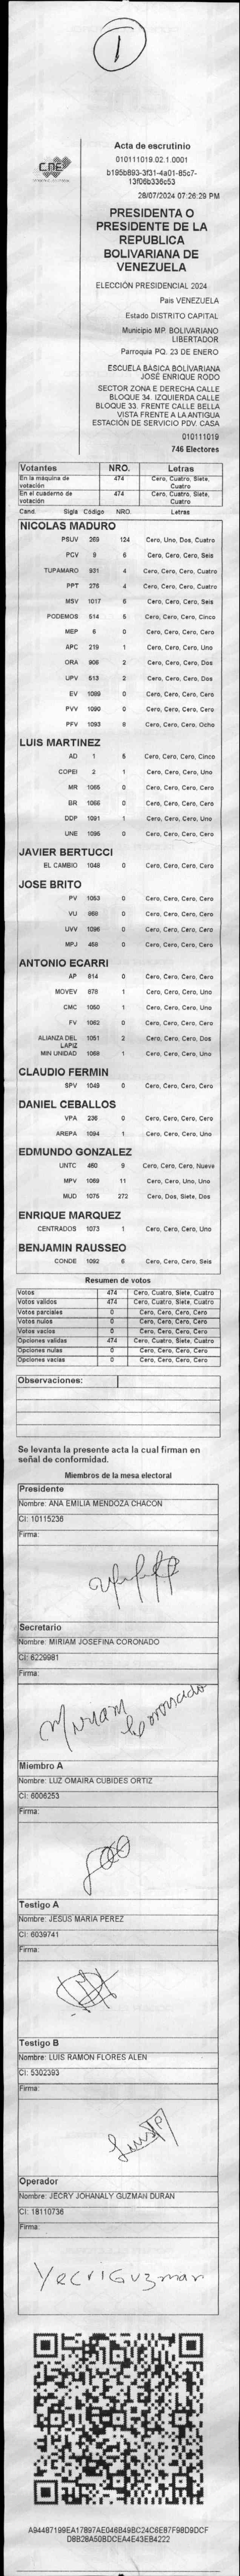 1
CNE
Acta de escrutinio
010111019.02.1.0001
b195b893-3f31-4a01-85c7-
13f06b336c53
28/07/2024 07:26:29 PM
PRESIDENTA O
PRESIDENTE DE LA
REPUBLICA
BOLIVARIANA DE
VENEZUELA
ELECCIÓN PRESIDENCIAL 2024
Pais VENEZUELA
Estado DISTRITO CAPITAL
Municipio MP. BOLIVARIANO
LIBERTADOR
Parroquia PQ. 23 DE ENERO
ESCUELA BÁSICA BOLIVARIANA
JOSÉ ENRIQUE RODO
SECTOR ZONA E DERECHA CALLE
BLOQUE 34. IZQUIERDA CALLE
BLOQUE 33. FRENTE CALLE BELLA
VISTA FRENTE A LA ANTIGUA
ESTACIÓN DE SERVICIO PDV. CASA
010111019
746 Electores
Votantes NRO. Letras
En la máquina de votación 474 Cero, Cuatro, Siete, Cuatro
En el cuaderno de votación 474 Cero, Cuatro, Siete, Cuatro
Cand. Sigla Código NRO. Letras
NICOLAS MADURO
PSUV 269 124 Cero, Uno, Dos, Cuatro
PCV 9 6 Cero, Cero, Cero, Seis
TUPAMARO 931 4 Cero, Cero, Cero, Cuatro
PPT 276 4 Cero, Cero, Cero, Cuatro
MSV 1017 6 Cero, Cero, Cero, Seis
PODEMOS 514 5 Cero, Cero, Cero, Cinco
MEP 6 0 Cero, Cero, Cero, Cero
APC 219 1 Cero, Cero, Cero, Uno
ORA 906 2 Cero, Cero, Cero, Dos
UPV 613 2 Cero, Cero, Cero, Dos
EV 1089 0 Cero, Cero, Cero, Cero
PVV 1090 0 Cero, Cero, Cero, Cero
PFV 1093 8 Cero, Cero, Cero, Ocho
LUIS MARTINEZ
AD 1 5 Cero, Cero, Cero, Cinco
COPEI 2 1 Cero, Cero, Cero, Uno
MR 1065 0 Cero, Cero, Cero, Cero
BR 1066 0 Cero, Cero, Cero, Cero
DDP 1091 1 Cero, Cero, Cero, Uno
UNE 1095 0 Cero, Cero, Cero, Cero
JAVIER BERTUCCI
EL CAMBIO 1048 0 Cero, Cero, Cero, Cero
JOSE BRITO
PV 1053 0 Cero, Cero, Cero, Cero
VU 869 0 Cero, Cero, Cero, Cero
UVV 1096 0 Cero, Cero, Cero, Cero
MPJ 459 0 Cero, Cero, Cero, Cero
ANTONIO ECARRI
AP 814 0 Cero, Cero, Cero, Cero
MOVEV 878 1 Cero, Cero, Cero, Uno
CMC 1050 1 Cero, Cero, Cero, Uno
FV 1062 0 Cero, Cero, Cero, Cero
ALIANZA DEL LAPIZ 1051 2 Cero, Cero, Cero, Dos
MIN UNIDAD 1068 1 Cero, Cero, Cero, Uno
CLAUDIO FERMIN
SPV 1049 0 Cero, Cero, Cero, Cero
DANIEL CEBALLOS
VPA 236 0 Cero, Cero, Cero, Cero
AREPA 1094 1 Cero, Cero, Cero, Uno
EDMUNDO GONZALEZ
UNTC 460 9 Cero, Cero, Cero, Nueve
MPV 1069 11 Cero, Cero, Uno, Uno
MUD 1075 272 Cero, Dos, Siete, Dos
ENRIQUE MARQUEZ
CENTRADOS 1073 1 Cero, Cero, Cero, Uno
BENJAMIN RAUSSEO
CONDE 1092 6 Cero, Cero, Cero, Seis
Resumen de votos
Votos 474 Cero, Cuatro, Siete, Cuatro
Votos validos 474 Cero, Cuatro, Siete, Cuatro
Votos parciales 0 Cero, Cero, Cero, Cero
Votos nulos 0 Cero, Cero, Cero, Cero
Votos vacios 0 Cero, Cero, Cero, Cero
Opciones validas 474 Cero, Cuatro, Siete, Cuatro
Opciones nulas 0 Cero, Cero, Cero, Cero
Opciones vacias 0 Cero, Cero, Cero, Cero
Observaciones:
Se levanta la presente acta la cual firman en
señal de conformidad.
Miembros de la mesa electoral
Presidente
Nombre: ANA EMILIA MENDOZA CHACON
CI: 10115236
Firma:
Secretario
Nombre: MIRIAM JOSEFINA CORONADO
CI: 6229981
Firma:
Miriam Coronado
Miembro A
Nombre: LUZ OMAIRA CUBIDES ORTIZ
CI: 6006253
Firma:
Testigo A
Nombre: JESUS MARIA PEREZ
CI: 6039741
Firma:
Testigo B
Nombre: LUIS RAMON FLORES ALEN
CI: 5302393
Firma:
Operador
Nombre: JECRY JOHANALY GUZMAN DURAN
CI: 18110736
Firma:
YecriGuzman
A94487199EA17897AE046B49BC24C6E87F98D9DCF
D8B28A50BDCEA4E43EB4222